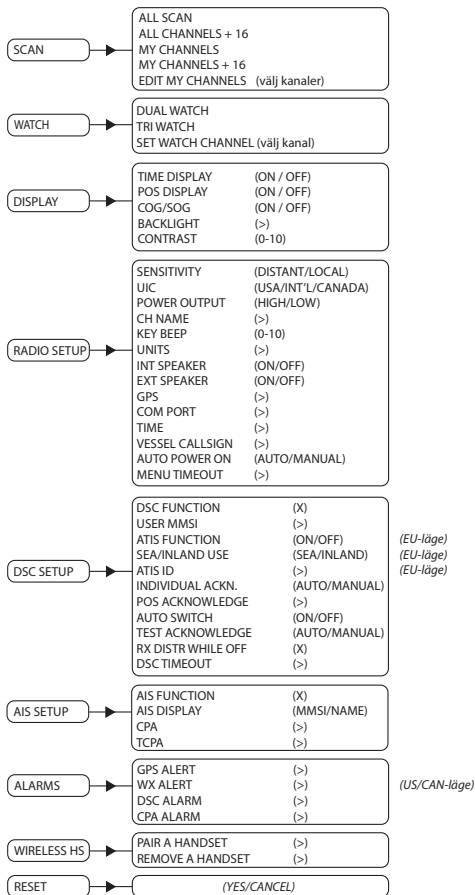 SCAN
ALL SCAN
ALL CHANNELS + 16
MY CHANNELS
MY CHANNELS + 16
EDIT MY CHANNELS (välj kanaler)
WATCH
DUAL WATCH
TRI WATCH
SET WATCH CHANNEL (välj kanal)
DISPLAY
TIME DISPLAY (ON / OFF)
POS DISPLAY (ON / OFF)
COG/SOG (ON / OFF)
BACKLIGHT (>)
CONTRAST (0-10)
RADIO SETUP
SENSITIVITY (DISTANT/LOCAL)
UIC (USA/INT'L/CANADA)
POWER OUTPUT (HIGH/LOW)
CH NAME (>)
KEY BEEP (0-10)
UNITS (>)
INT SPEAKER (ON/OFF)
EXT SPEAKER (ON/OFF)
GPS (>)
COM PORT (>)
TIME (>)
VESSEL CALLSIGN (>)
AUTO POWER ON (AUTO/MANUAL)
MENU TIMEOUT (>)
DSC SETUP
DSC FUNCTION (X)
USER MMSI (>)
ATIS FUNCTION (ON/OFF) (EU-läge)
SEA/INLAND USE (SEA/INLAND) (EU-läge)
ATIS ID (>) (EU-läge)
INDIVIDUAL ACKN. (AUTO/MANUAL)
POS ACKNOWLEDGE (>)
AUTO SWITCH (ON/OFF)
TEST ACKNOWLEDGE (AUTO/MANUAL)
RX DISTR WHILE OFF (X)
DSC TIMEOUT (>)
AIS SETUP
AIS FUNCTION (X)
AIS DISPLAY (MMSI/NAME)
CPA (>)
TCPA (>)
ALARMS
GPS ALERT (>)
WX ALERT (>) (US/CAN-läge)
DSC ALARM (>)
CPA ALARM (>)
WIRELESS HS
PAIR A HANDSET (>)
REMOVE A HANDSET (>)
RESET
(YES/CANCEL)